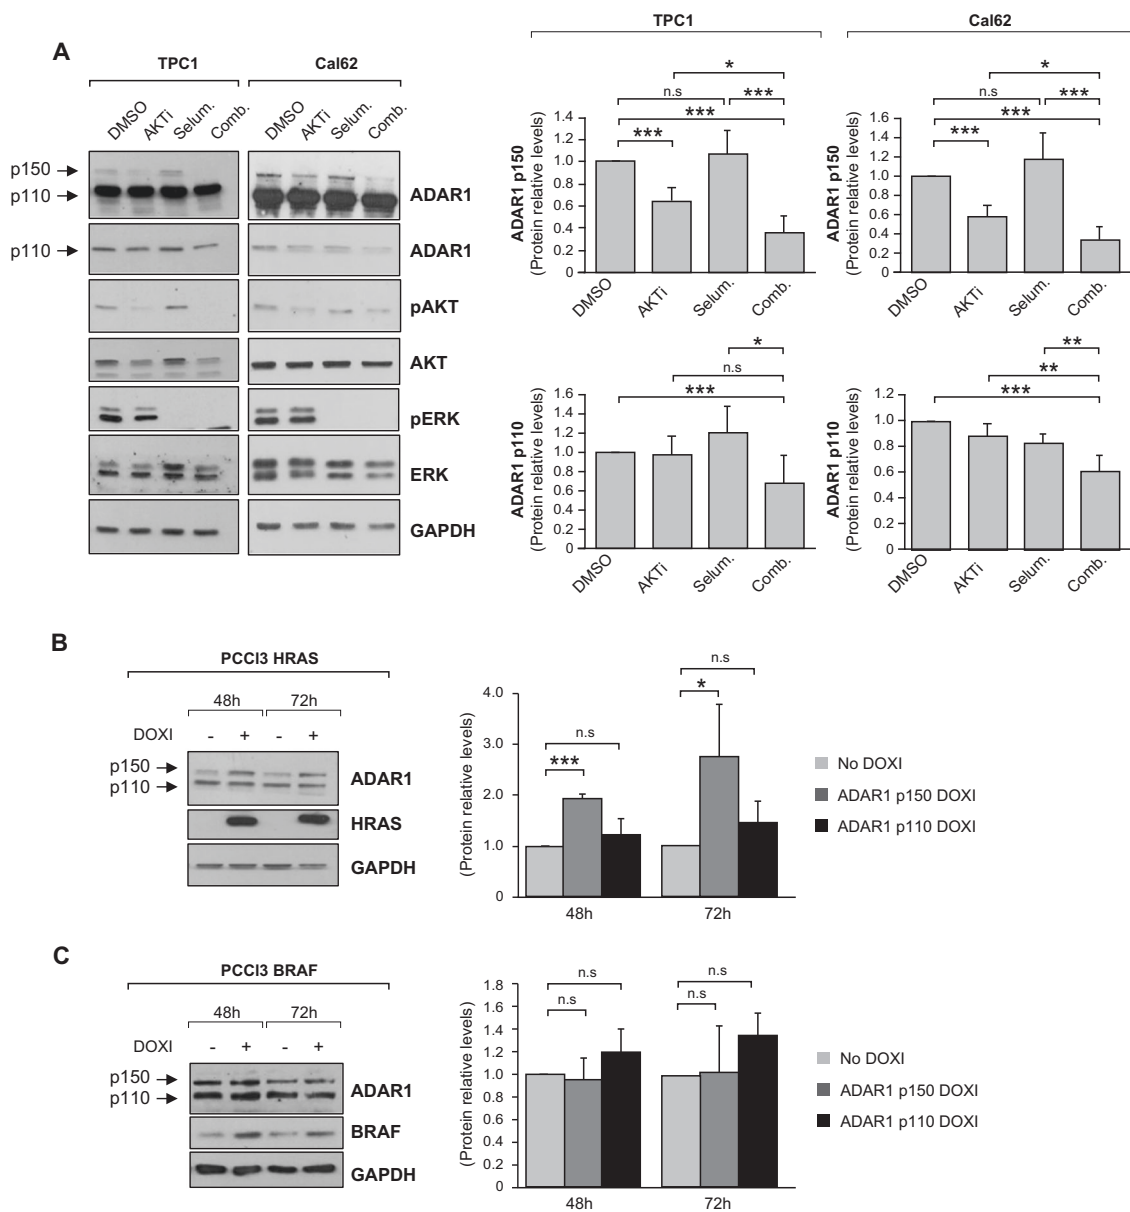 A
TPC1
Cal62
DMSO
AKTi
Selum.
Comb.
DMSO
AKTi
Selum.
Comb.
p150
p110
ADAR1
p110
ADAR1
pAKT
AKT
pERK
ERK
GAPDH
TPC1
ADAR1 p150
(Protein relative levels)
1.4
1.2
1.0
0.8
0.6
0.4
0.2
0
*
n.s
***
***
***
DMSO
AKTi
Selum.
Comb.
Cal62
ADAR1 p150
(Protein relative levels)
1.6
1.4
1.2
1.0
0.8
0.6
0.4
0.2
0
*
n.s
***
***
***
DMSO
AKTi
Selum.
Comb.
ADAR1 p110
(Protein relative levels)
1.6
1.4
1.2
1.0
0.8
0.6
0.4
0.2
0
*
n.s
***
DMSO
AKTi
Selum.
Comb.
ADAR1 p110
(Protein relative levels)
1.2
1.0
0.8
0.6
0.4
0.2
0
**
**
***
DMSO
AKTi
Selum.
Comb.
B
PCCl3 HRAS
48h 72h
DOXI - + - +
p150
p110
ADAR1
HRAS
GAPDH
(Protein relative levels)
4.0
3.0
2.0
1.0
0
n.s
***
n.s
*
48h 72h
No DOXI
ADAR1 p150 DOXI
ADAR1 p110 DOXI
C
PCCl3 BRAF
48h 72h
DOXI - + - +
p150
p110
ADAR1
BRAF
GAPDH
(Protein relative levels)
1.8
1.6
1.4
1.2
1.0
0.8
0.6
0.4
0.2
0
n.s
n.s
n.s
n.s
48h 72h
No DOXI
ADAR1 p150 DOXI
ADAR1 p110 DOXI